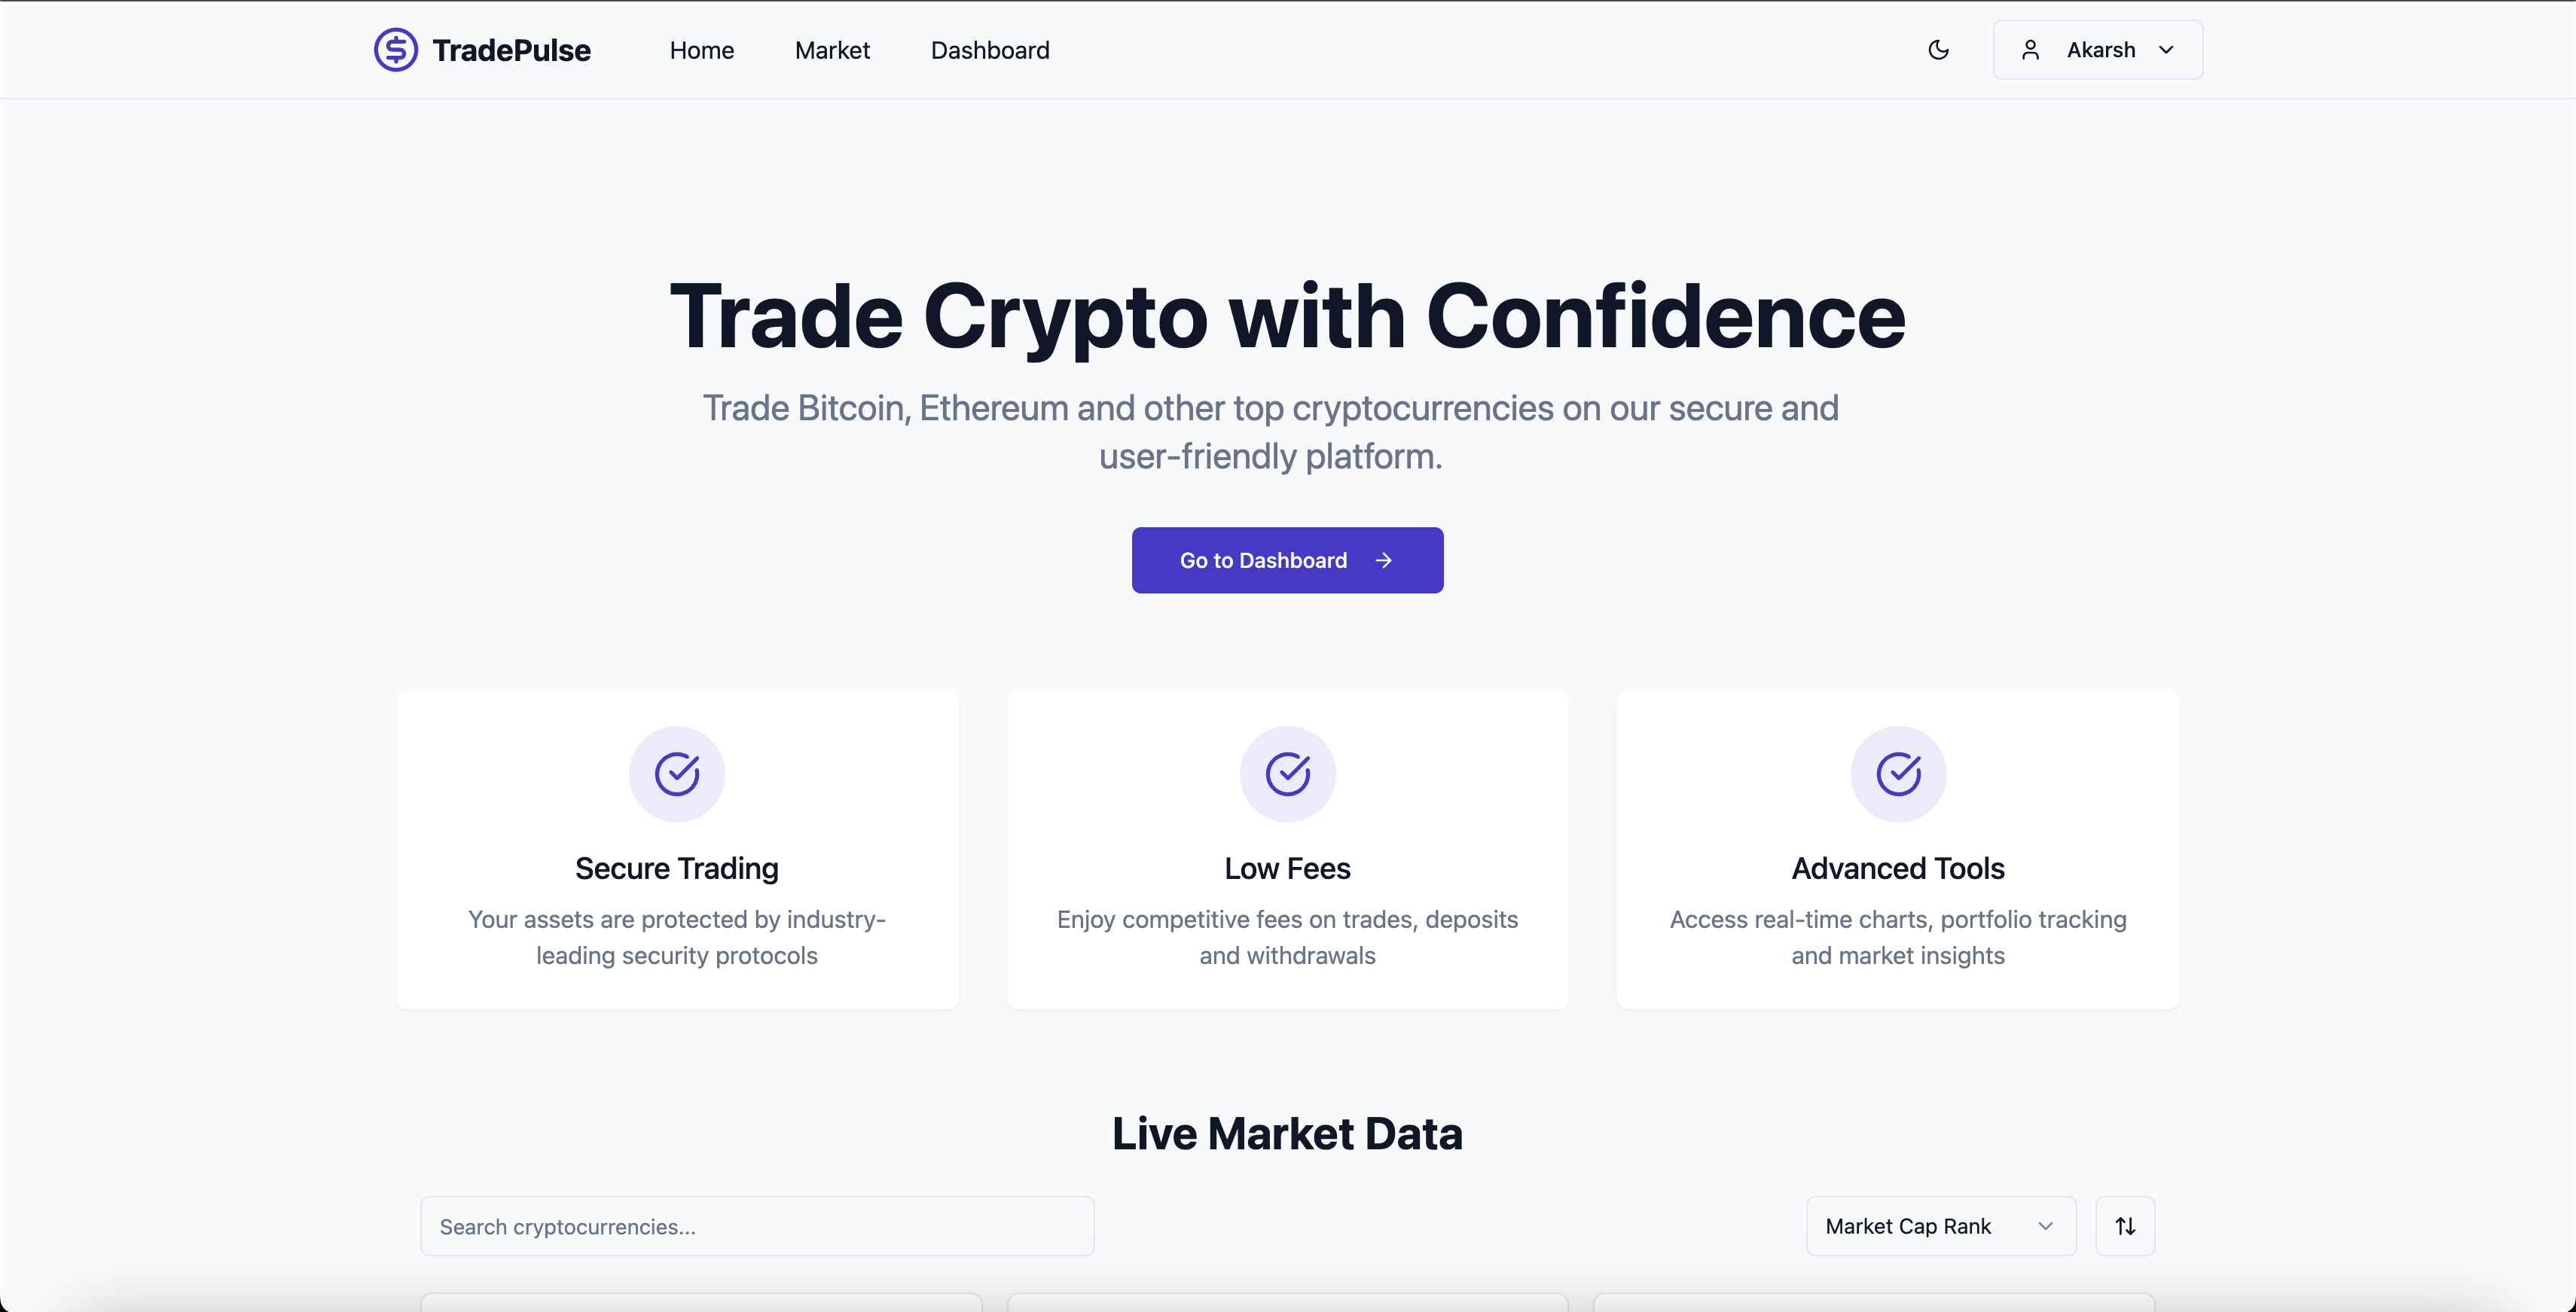 TradePulse
Home
Market
Dashboard
Akarsh
Trade Crypto with Confidence
Trade Bitcoin, Ethereum and other top cryptocurrencies on our secure and
user-friendly platform.
Go to Dashboard
Secure Trading
Your assets are protected by industry-
leading security protocols
Low Fees
Enjoy competitive fees on trades, deposits
and withdrawals
Advanced Tools
Access real-time charts, portfolio tracking
and market insights
Live Market Data
Search cryptocurrencies...
Market Cap Rank